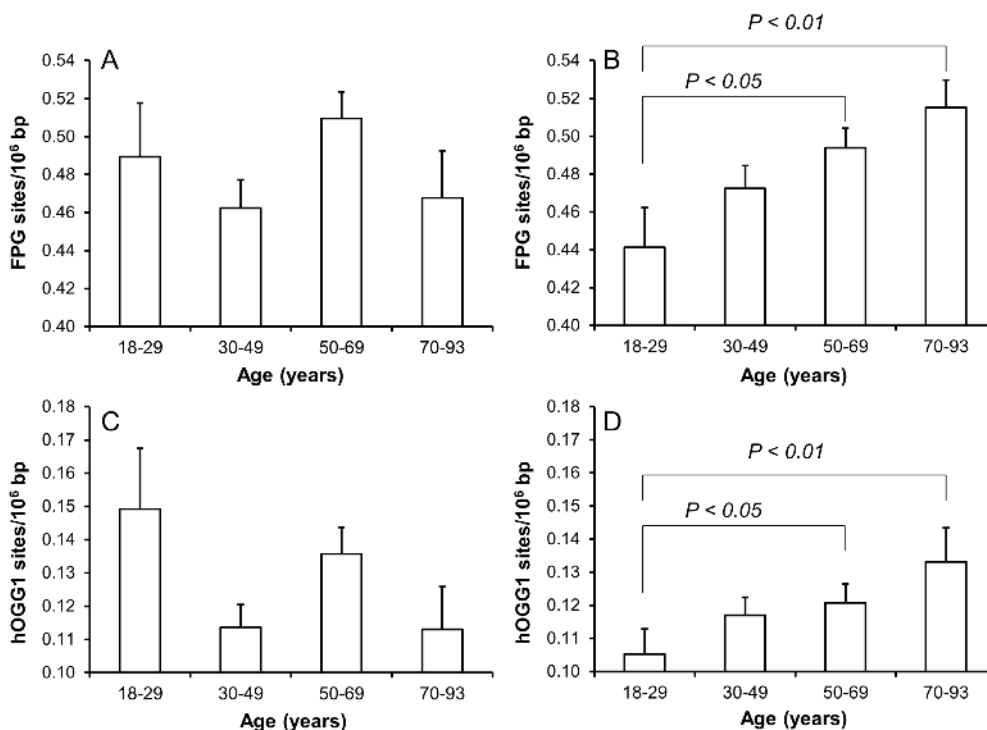 A
0.54
0.52
0.50
0.48
0.46
0.44
0.42
0.40
FPG sites/10⁶ bp
18-29 30-49 50-69 70-93
Age (years)
B
P < 0.01
P < 0.05
0.54
0.52
0.50
0.48
0.46
0.44
0.42
0.40
FPG sites/10⁶ bp
18-29 30-49 50-69 70-93
Age (years)
C
0.18
0.17
0.16
0.15
0.14
0.13
0.12
0.11
0.10
hOGG1 sites/10⁶ bp
18-29 30-49 50-69 70-93
Age (years)
D
P < 0.01
P < 0.05
0.18
0.17
0.16
0.15
0.14
0.13
0.12
0.11
0.10
hOGG1 sites/10⁶ bp
18-29 30-49 50-69 70-93
Age (years)